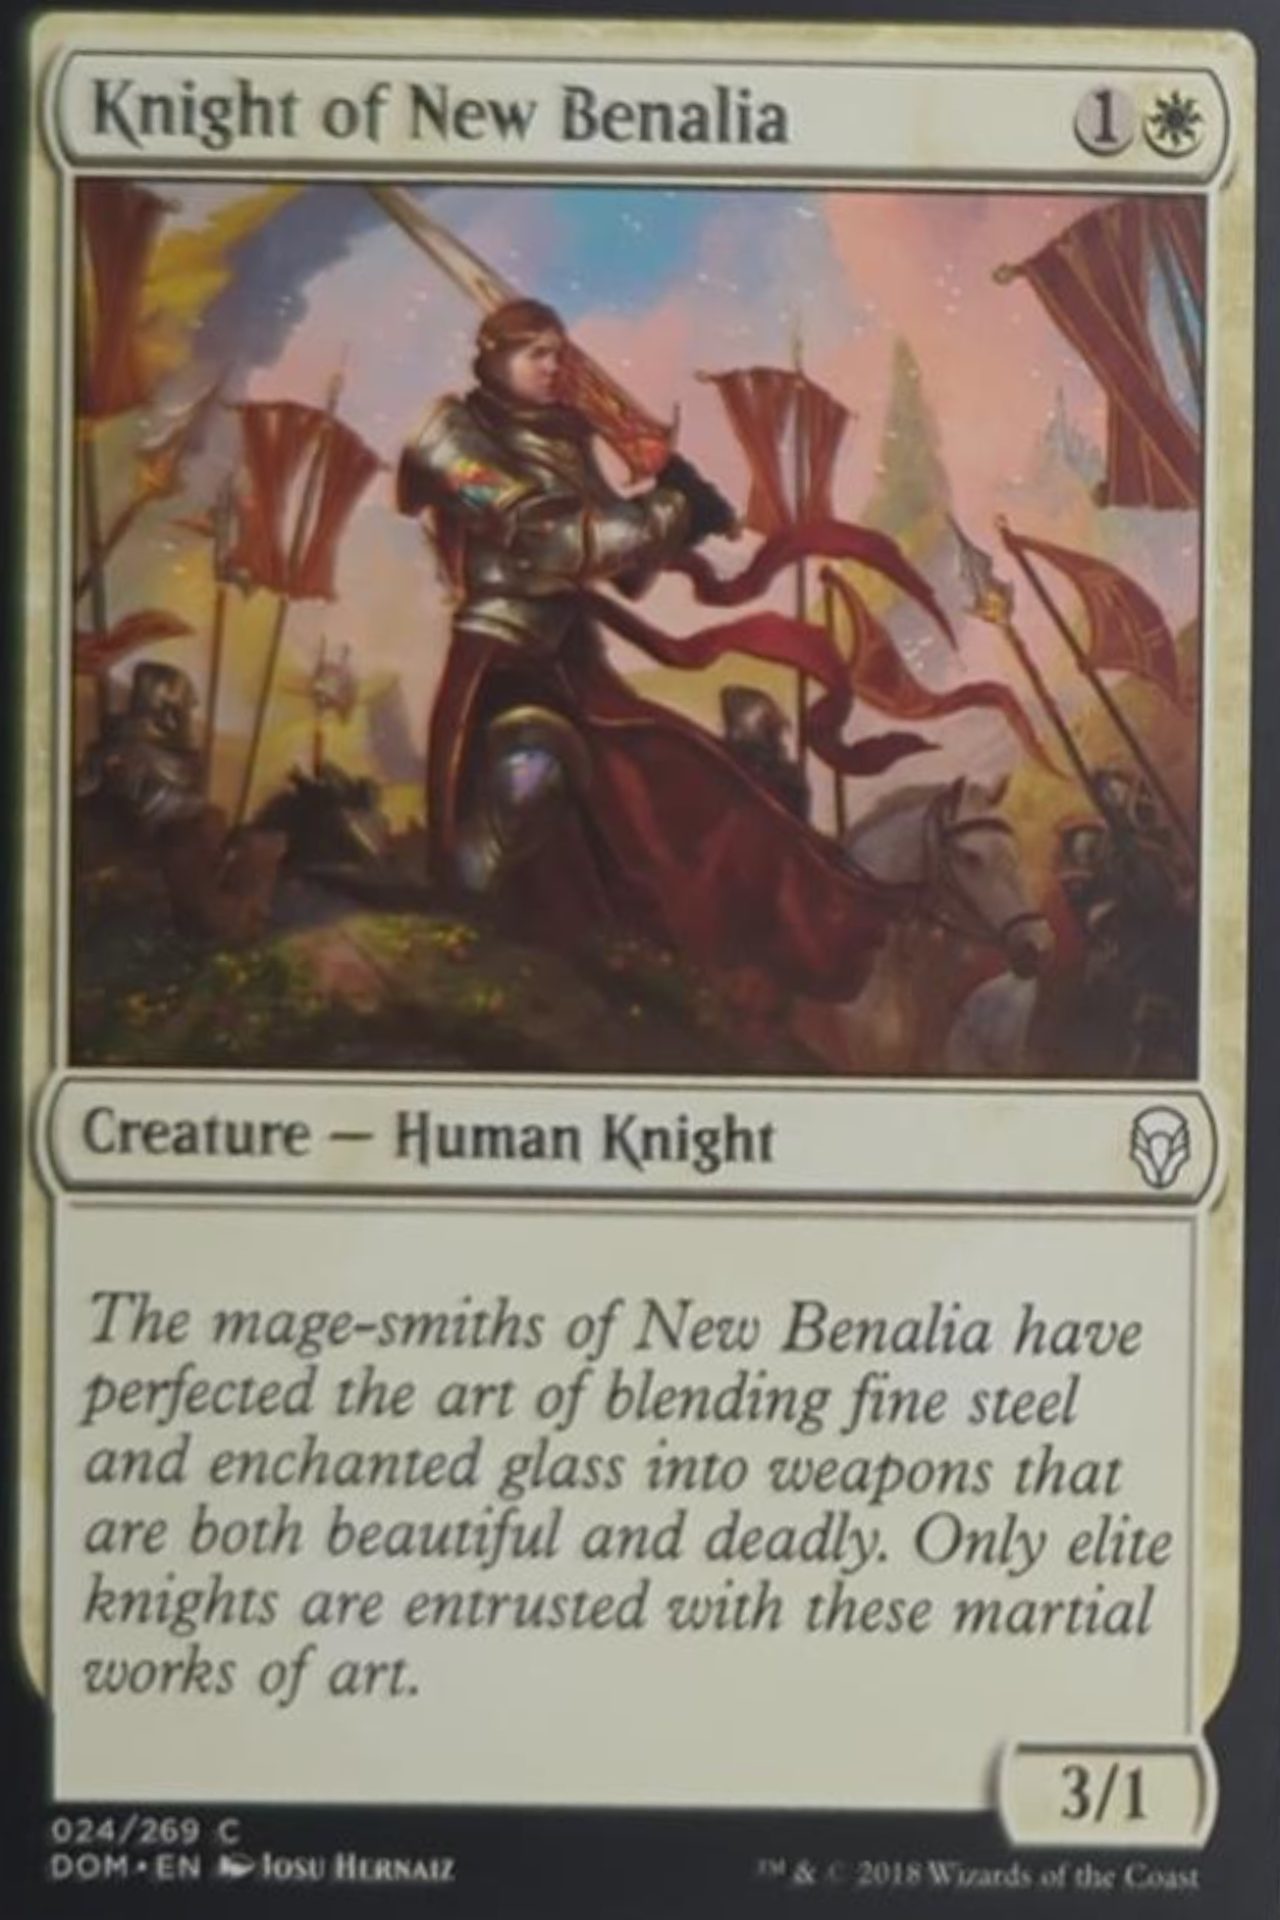 Knight of New Benalia 1
Creature — Human Knight
The mage-smiths of New Benalia have
perfected the art of blending fine steel
and enchanted glass into weapons that
are both beautiful and deadly. Only elite
knights are entrusted with these martial
works of art.
3/1
024/269 C
DOM • EN Josu Hernaiz
™ & © 2018 Wizards of the Coast